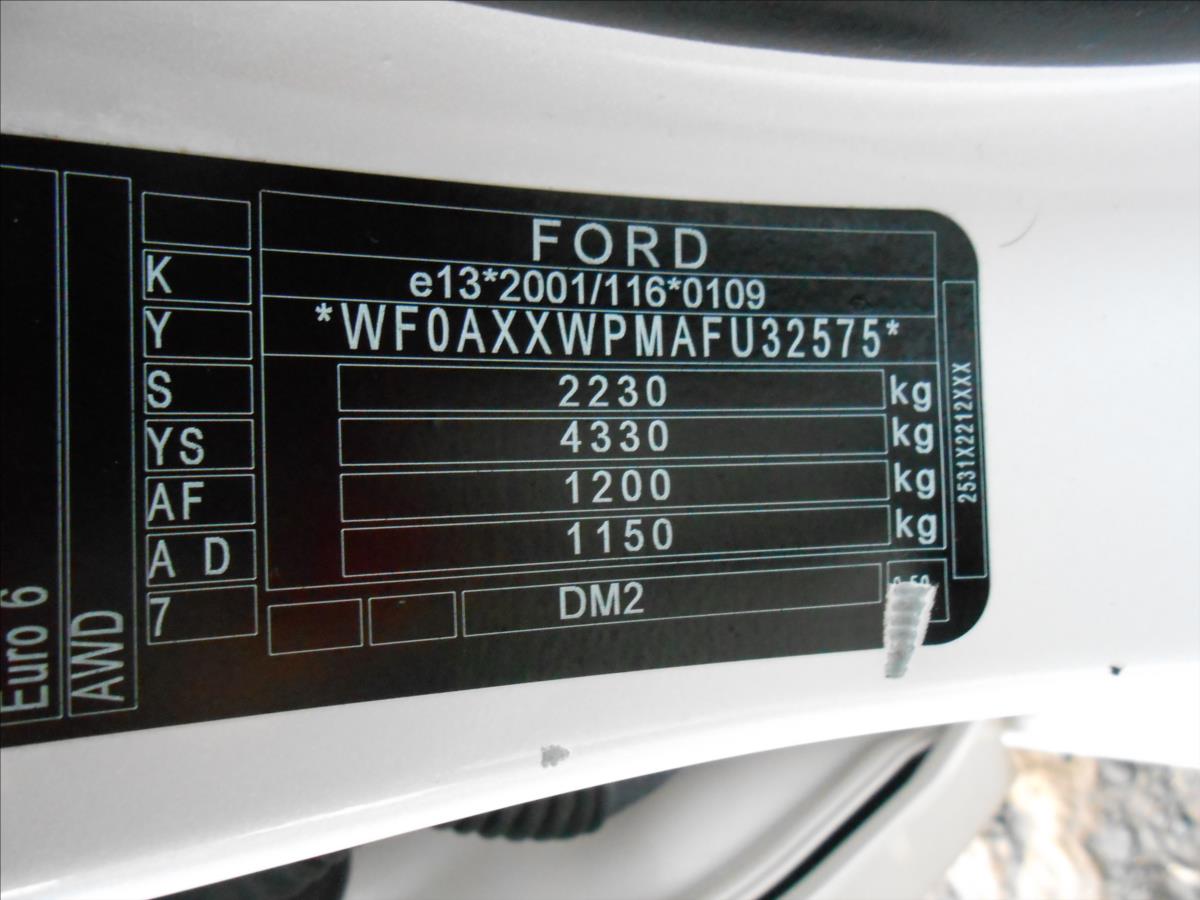 FORD
e13*2001/116*0109
*WF0AXXWPMAFU32575*
2230 kg
4330 kg
1200 kg
1150 kg
DM2
K
Y
S
YS
AF
A D
7
AWD
Euro 6
2531X2212XXX